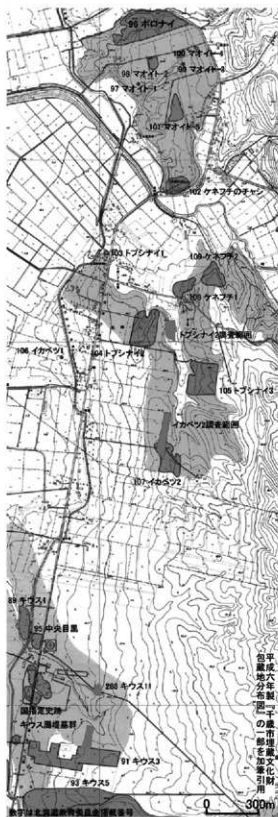 96 ポロナイ
100 マオイト4
98 マオイト2
99 マオイト3
97 マオイト1
101 マオイト5
102 ケネフチのチャシ
103 トプシナイ1
109 ケネフチ2
108 ケネフチ1
トプシナイ2調査範囲
106 イカベツ1
104 トプシナイ2
105 トプシナイ3
イカベツ2調査範囲
107 イカベツ2
89 キウス1
95 中央目黒
288 キウス11
国指定史跡
キウス周堤墓群
91 キウス3
93 キウス5
平成六年製『千歳市埋蔵文化財
包蔵地分布図』の一部を加筆引用
数字は北海道教育委員会登載番号
0 300m